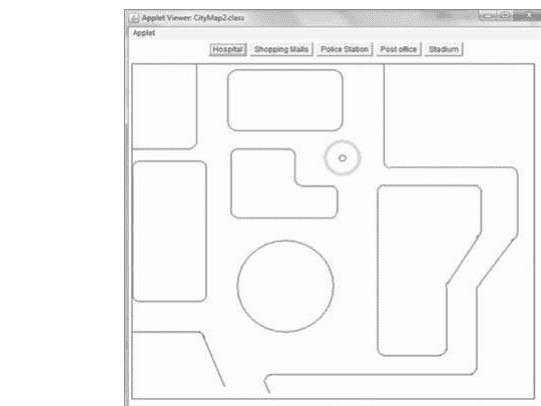 Applet Viewer: CityMap2.class
Applet
Hospital Shopping Malls Police Station Post office Stadium